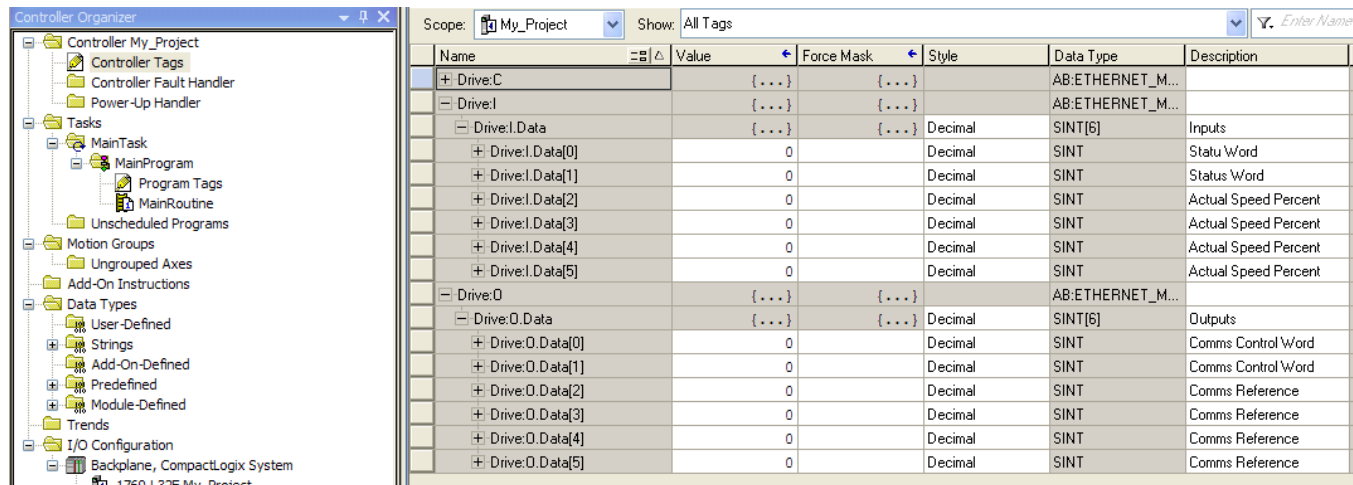 Controller Organizer
Controller My_Project
Controller Tags
Controller Fault Handler
Power-Up Handler
Tasks
MainTask
MainProgram
Program Tags
MainRoutine
Unscheduled Programs
Motion Groups
Ungrouped Axes
Add-On Instructions
Data Types
User-Defined
Strings
Add-On-Defined
Predefined
Module-Defined
Trends
I/O Configuration
Backplane, CompactLogix System
Scope: My_Project Show: All Tags Enter Name
Name Value Force Mask Style Data Type Description
Drive:C {...} {...} AB:ETHERNET_M...
Drive:I AB:ETHERNET_M...
Drive:I.Data {...} {...} Decimal SINT[6] Inputs
Drive:I.Data[0] 0 Decimal SINT Statu Word
Drive:I.Data[1] 0 Decimal SINT Status Word
Drive:I.Data[2] 0 Decimal SINT Actual Speed Percent
Drive:I.Data[3] 0 Decimal SINT Actual Speed Percent
Drive:I.Data[4] 0 Decimal SINT Actual Speed Percent
Drive:I.Data[5] 0 Decimal SINT Actual Speed Percent
Drive:O {...} {...} AB:ETHERNET_M...
Drive:O.Data {...} {...} Decimal SINT[6] Outputs
Drive:O.Data[0] 0 Decimal SINT Comms Control Word
Drive:O.Data[1] 0 Decimal SINT Comms Control Word
Drive:O.Data[2] 0 Decimal SINT Comms Reference
Drive:O.Data[3] 0 Decimal SINT Comms Reference
Drive:O.Data[4] 0 Decimal SINT Comms Reference
Drive:O.Data[5] 0 Decimal SINT Comms Reference